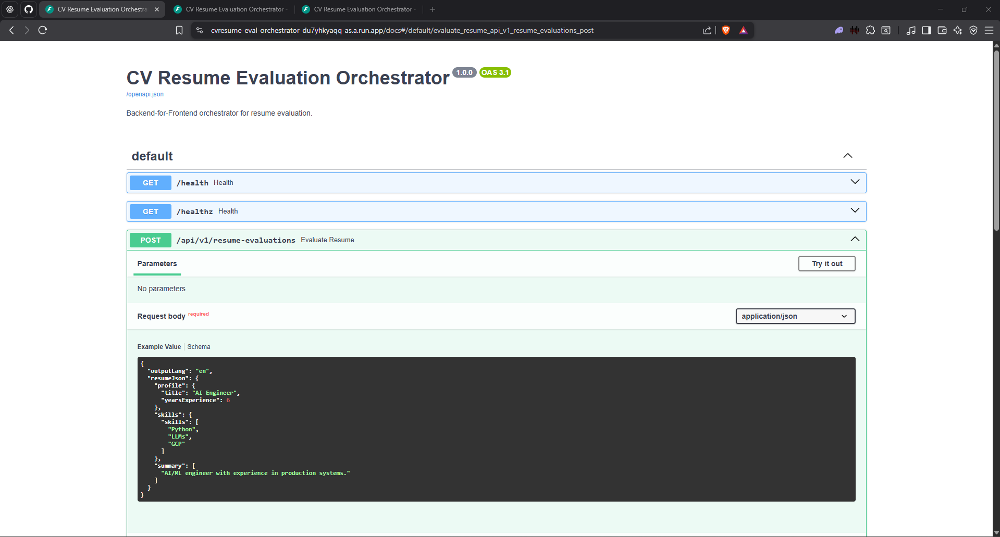 CV Resume Evaluation Orchestra
CV Resume Evaluation Orchestrator -
CV Resume Evaluation Orchestrator -
cvresume-eval-orchestrator-du7yhkyaqq-as.a.run.app/docs#/default/evaluate_resume_api_v1_resume_evaluations_post
CV Resume Evaluation Orchestrator 1.0.0 OAS 3.1
/openapi.json
Backend-for-Frontend orchestrator for resume evaluation.
default
GET /health Health
GET /healthz Health
POST /api/v1/resume-evaluations Evaluate Resume
Parameters Try it out
No parameters
Request body required application/json
Example Value Schema
{
  "outputLang": "en",
  "resumeJson": {
    "profile": {
      "title": "AI Engineer",
      "yearsExperience": 6
    },
    "skills": {
      "skills": [
        "Python",
        "LLMs",
        "GCP"
      ]
    },
    "summary": [
      "AI/ML engineer with experience in production systems."
    ]
  }
}